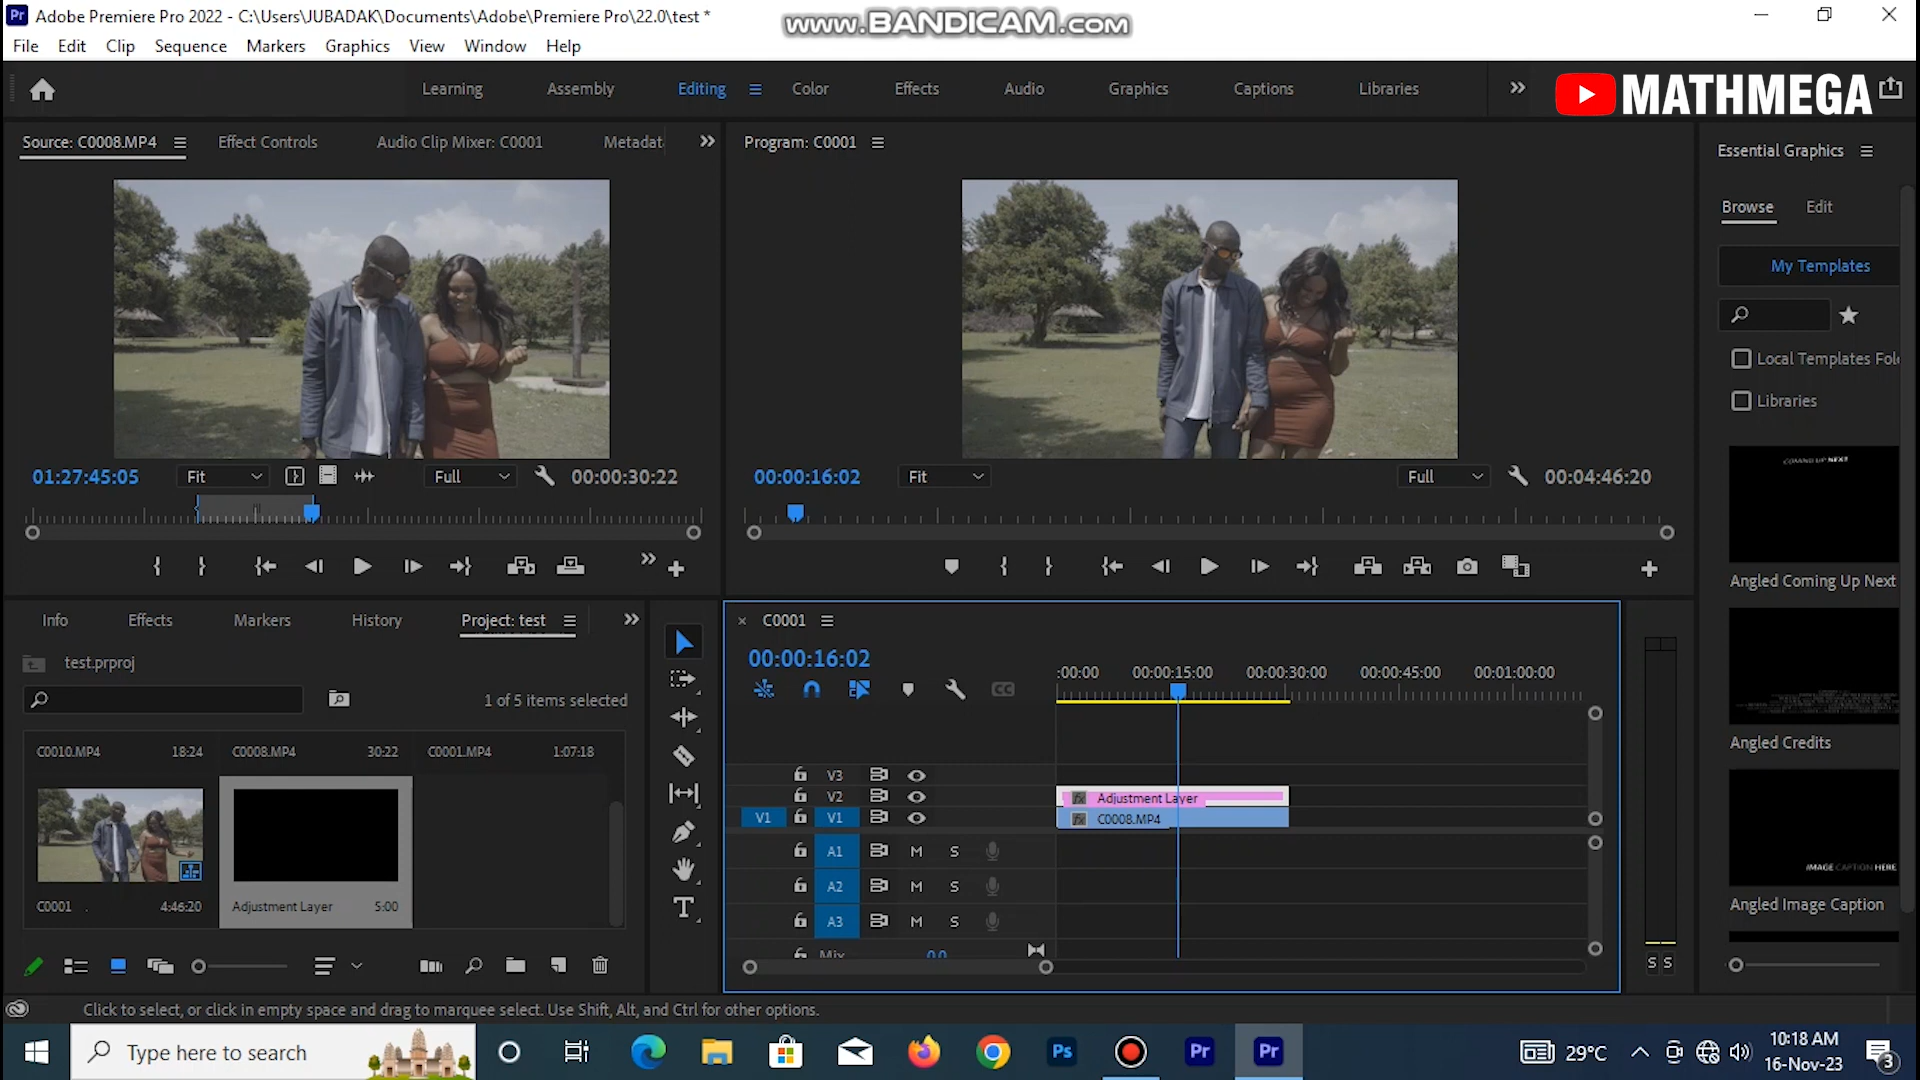 Adobe Premiere Pro 2022 - C:\Users\JUBADAK\Documents\Adobe\Premiere Pro\22.0\test *
www.BANDICAM.com
File Edit Clip Sequence Markers Graphics View Window Help
Learning Assembly Editing Color Effects Audio Graphics Captions Libraries
MATHMEGA
Source: C0008.MP4 Effect Controls Audio Clip Mixer: C0001 Metadat
Program: C0001
Essential Graphics
Browse Edit
My Templates
Local Templates Fol
Libraries
COMING UP NEXT
01:27:45:05 Fit Full 00:00:30:22
00:00:16:02 Fit Full 00:04:46:20
Angled Coming Up Next
Info Effects Markers History Project: test
test.prproj
1 of 5 items selected
C0010.MP4 18:24 C0008.MP4 30:22 C0001.MP4 1:07:18
C0001 4:46:20 Adjustment Layer 5:00
C0001
00:00:16:02
:00:00 00:00:15:00 00:00:30:00 00:00:45:00 00:01:00:00
CC
V3
V2 Adjustment Layer
V1 V1 C0008.MP4
A1 M S
A2 M S
A3 M S
Mix 0.0
S S
Angled Credits
IMAGE CAPTION HERE
Angled Image Caption
Click to select, or click in empty space and drag to marquee select. Use Shift, Alt, and Ctrl for other options.
Type here to search
Ps Pr Pr
29°C
10:18 AM
16-Nov-23
3